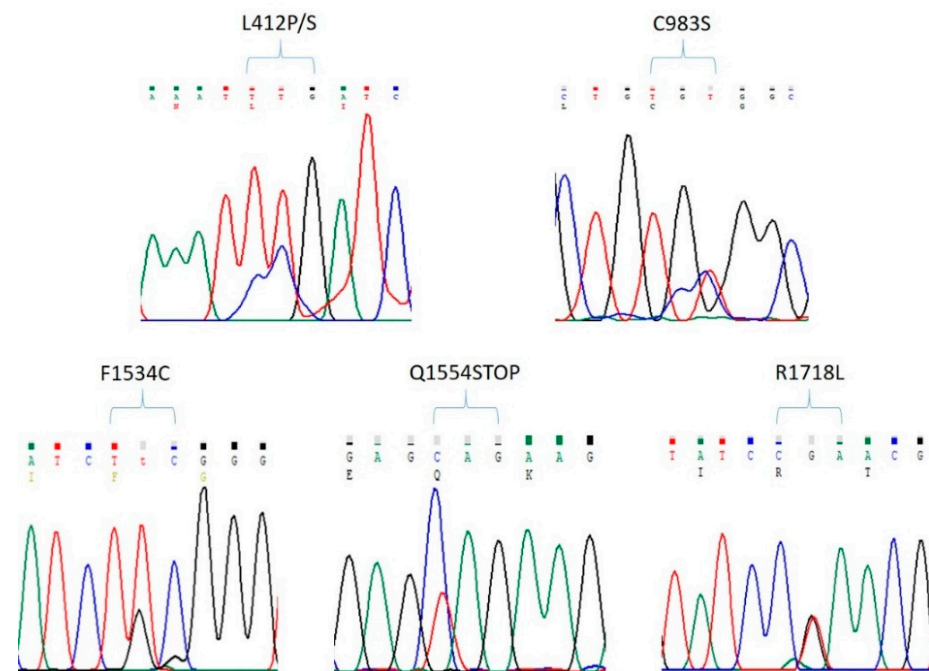 L412P/S
C983S
A A A T T T G A T C
N L I
C T G T G T G G C
L C G
F1534C
Q1554STOP
R1718L
A T C T t C G G G
I F G
G A G C A G A A G
E Q K
T A T C C G A A C G
I R T